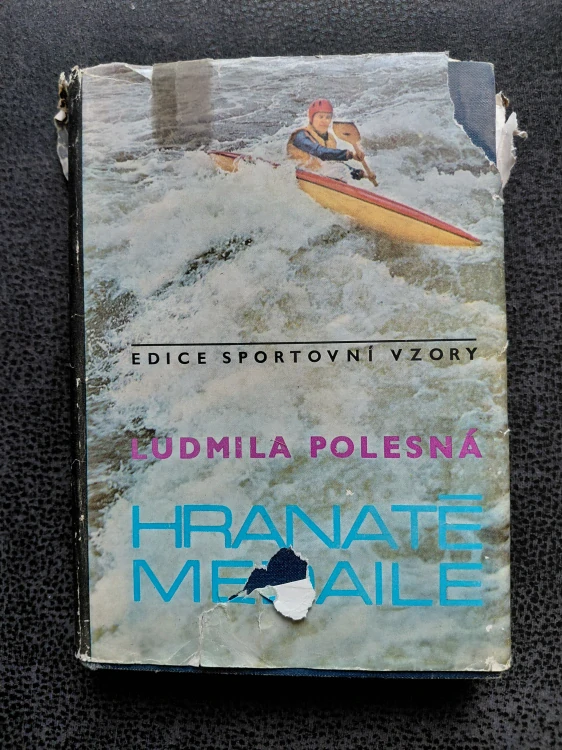 EDICE SPORTOVNÍ VZORY
LUDMILA POLESNÁ
HRANATÉ
MEDAILE